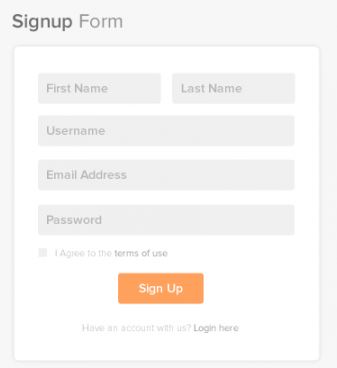 Signup Form
First Name Last Name
Username
Email Address
Password
I Agree to the terms of use
Sign Up
Have an account with us? Login here